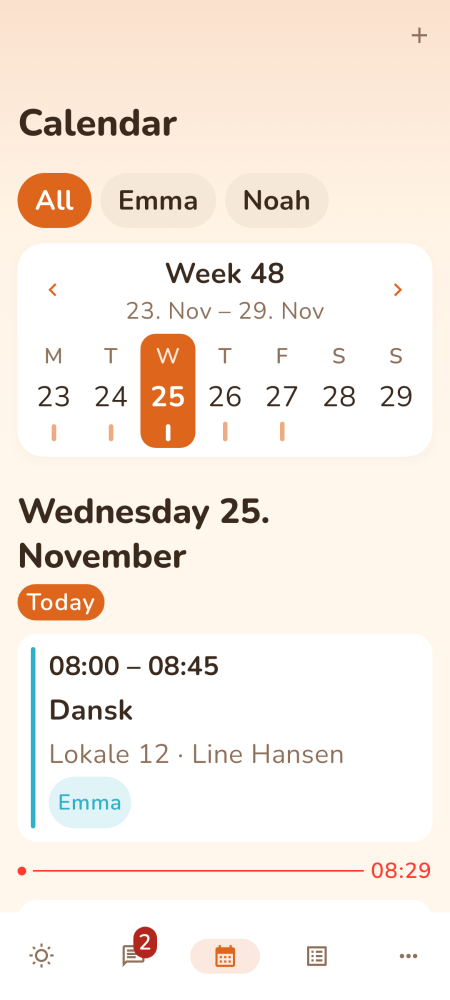 Calendar
All Emma Noah
Week 48
23. Nov – 29. Nov
M T W T F S S
23 24 25 26 27 28 29
Wednesday 25.
November
Today
08:00 – 08:45
Dansk
Lokale 12 · Line Hansen
Emma
08:29
2